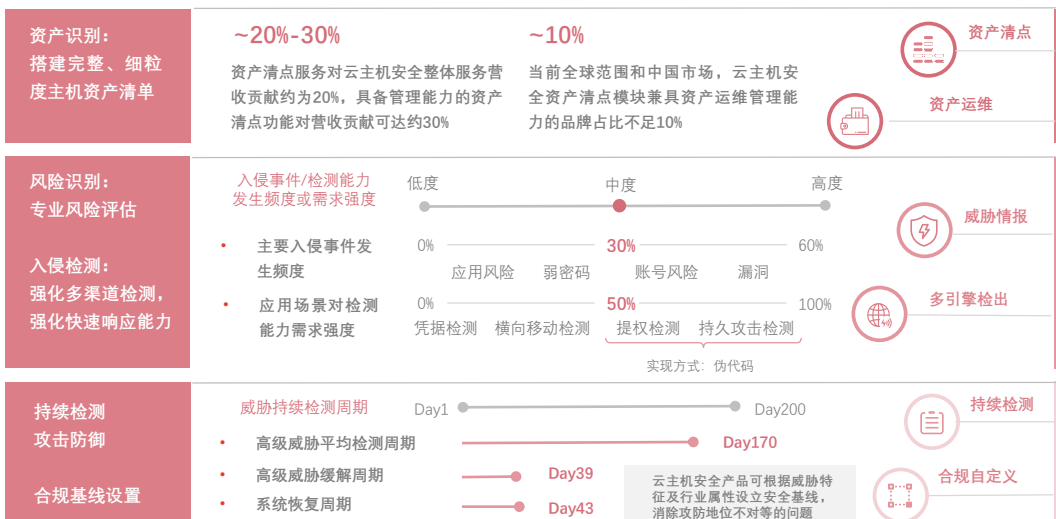 资产识别：
搭建完整、细粒
度主机资产清单
~20%-30%
资产清点服务对云主机安全整体服务营
收贡献约为20%，具备管理能力的资产
清点功能对营收贡献可达约30%
~10%
当前全球范围和中国市场，云主机安
全资产清点模块兼具资产运维管理能
力的品牌占比不足10%
资产清点
资产运维
风险识别：
专业风险评估
入侵检测：
强化多渠道检测，
强化快速响应能力
入侵事件/检测能力
发生频度或需求强度
低度
中度
高度
• 主要入侵事件发
生频度
0%
30%
60%
应用风险
弱密码
账号风险
漏洞
• 应用场景对检测
能力需求强度
0%
50%
100%
凭据检测
横向移动检测
提权检测
持久攻击检测
实现方式：伪代码
威胁情报
多引擎检出
持续检测
攻击防御
合规基线设置
威胁持续检测周期
Day1
Day200
• 高级威胁平均检测周期
Day170
• 高级威胁缓解周期
Day39
• 系统恢复周期
Day43
云主机安全产品可根据威胁特
征及行业属性设立安全基线，
消除攻防地位不对等的问题
持续检测
合规自定义